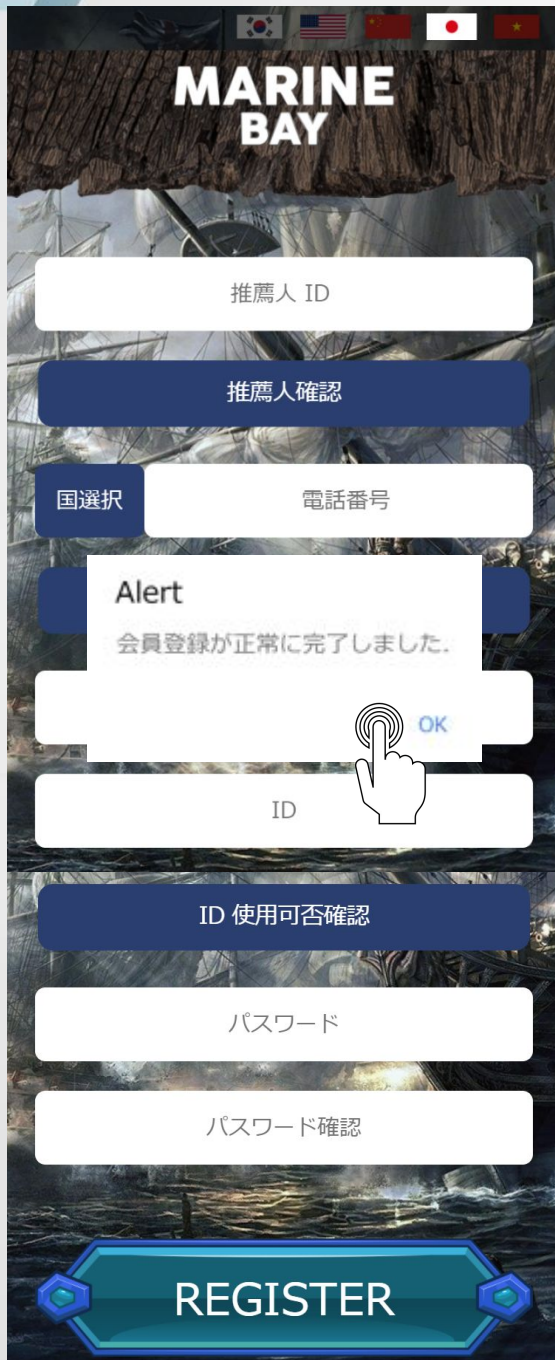 MARINE
BAY
推薦人 ID
推薦人確認
国選択
電話番号
Alert
会員登録が正常に完了しました.
OK
ID
ID 使用可否確認
パスワード
パスワード確認
REGISTER